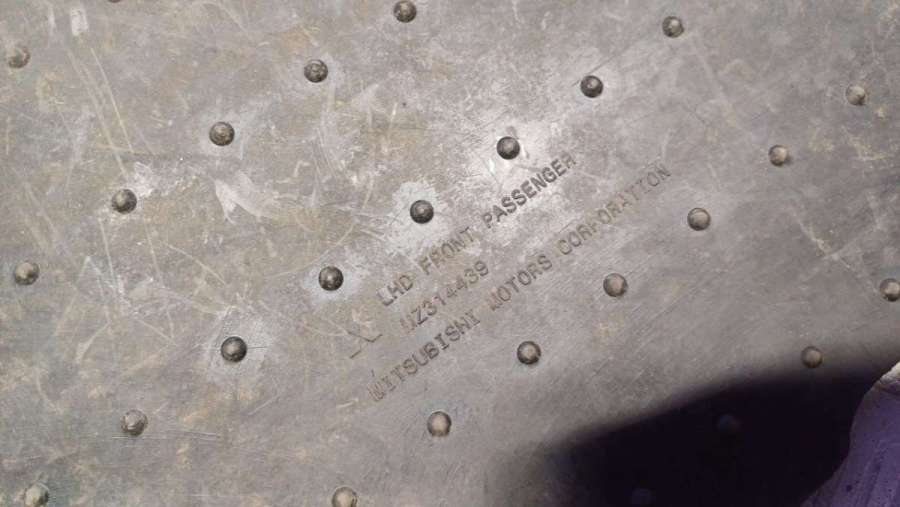 LHD FRONT PASSENGER
MZ314439
MITSUBISHI MOTORS CORPORATION